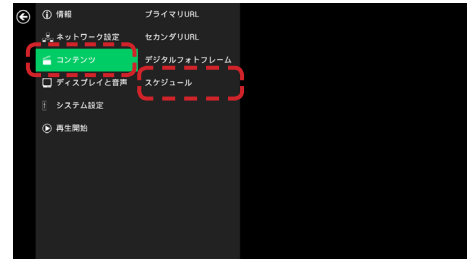 情報
ネットワーク設定
コンテンツ
ディスプレイと音声
システム設定
再生開始
プライマリURL
セカンダリURL
デジタルフォトフレーム
スケジュール